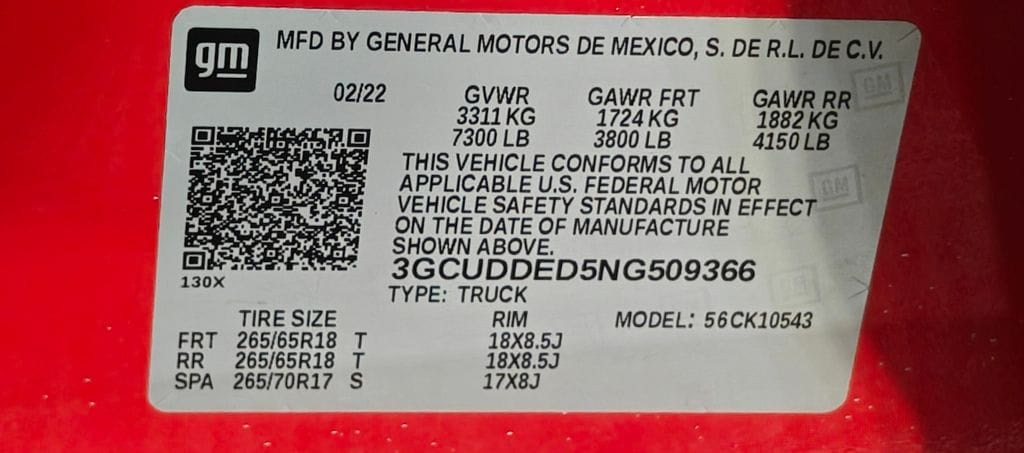 gm
MFD BY GENERAL MOTORS DE MEXICO, S. DE R.L. DE C.V.
02/22 GVWR GAWR FRT GAWR RR
3311 KG 1724 KG 1882 KG
7300 LB 3800 LB 4150 LB
THIS VEHICLE CONFORMS TO ALL
APPLICABLE U.S. FEDERAL MOTOR
VEHICLE SAFETY STANDARDS IN EFFECT
ON THE DATE OF MANUFACTURE
SHOWN ABOVE.
3GCUDDED5NG509366
130X
TYPE: TRUCK
TIRE SIZE RIM MODEL: 56CK10543
FRT 265/65R18 T 18X8.5J
RR 265/65R18 T 18X8.5J
SPA 265/70R17 S 17X8J